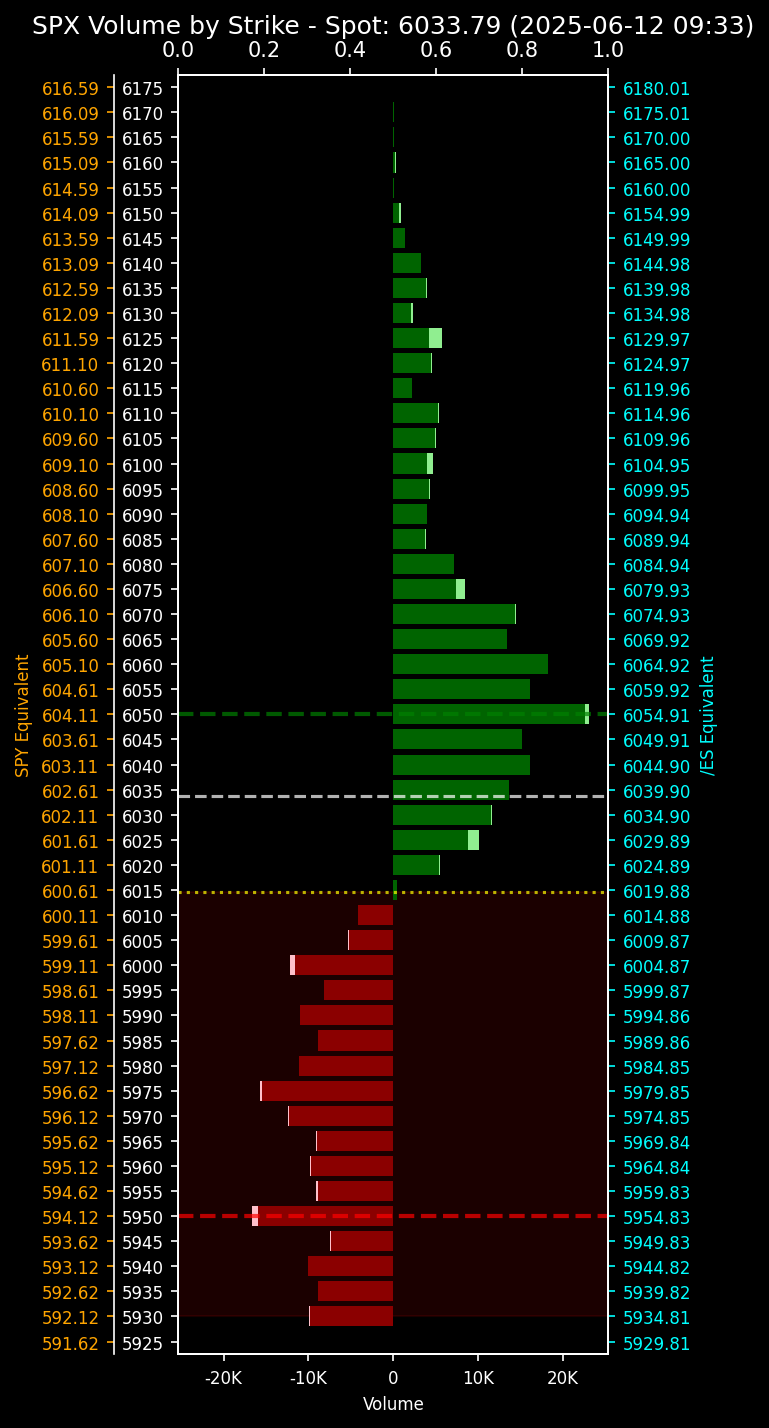 SPX Volume by Strike - Spot: 6033.79 (2025-06-12 09:33)
0.0 0.2 0.4 0.6 0.8 1.0
616.59 6175 6180.01
616.09 6170 6175.01
615.59 6165 6170.00
615.09 6160 6165.00
614.59 6155 6160.00
614.09 6150 6154.99
613.59 6145 6149.99
613.09 6140 6144.98
612.59 6135 6139.98
612.09 6130 6134.98
611.59 6125 6129.97
611.10 6120 6124.97
610.60 6115 6119.96
610.10 6110 6114.96
609.60 6105 6109.96
609.10 6100 6104.95
608.60 6095 6099.95
608.10 6090 6094.94
607.60 6085 6089.94
607.10 6080 6084.94
606.60 6075 6079.93
606.10 6070 6074.93
605.60 6065 6069.92
605.10 6060 6064.92
604.61 6055 6059.92
604.11 6050 6054.91
603.61 6045 6049.91
603.11 6040 6044.90
602.61 6035 6039.90
602.11 6030 6034.90
601.61 6025 6029.89
601.11 6020 6024.89
600.61 6015 6019.88
600.11 6010 6014.88
599.61 6005 6009.87
599.11 6000 6004.87
598.61 5995 5999.87
598.11 5990 5994.86
597.62 5985 5989.86
597.12 5980 5984.85
596.62 5975 5979.85
596.12 5970 5974.85
595.62 5965 5969.84
595.12 5960 5964.84
594.62 5955 5959.83
594.12 5950 5954.83
593.62 5945 5949.83
593.12 5940 5944.82
592.62 5935 5939.82
592.12 5930 5934.81
591.62 5925 5929.81
SPY Equivalent
/ES Equivalent
-20K -10K 0 10K 20K
Volume